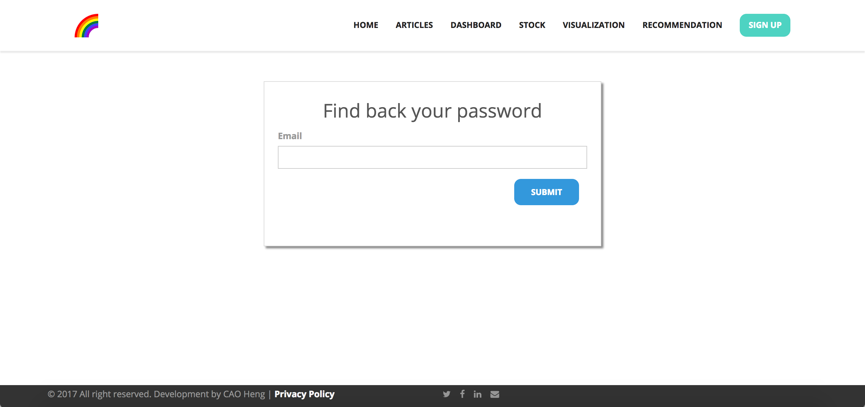 HOME ARTICLES DASHBOARD STOCK VISUALIZATION RECOMMENDATION SIGN UP
Find back your password
Email
SUBMIT
© 2017 All right reserved. Development by CAO Heng | Privacy Policy